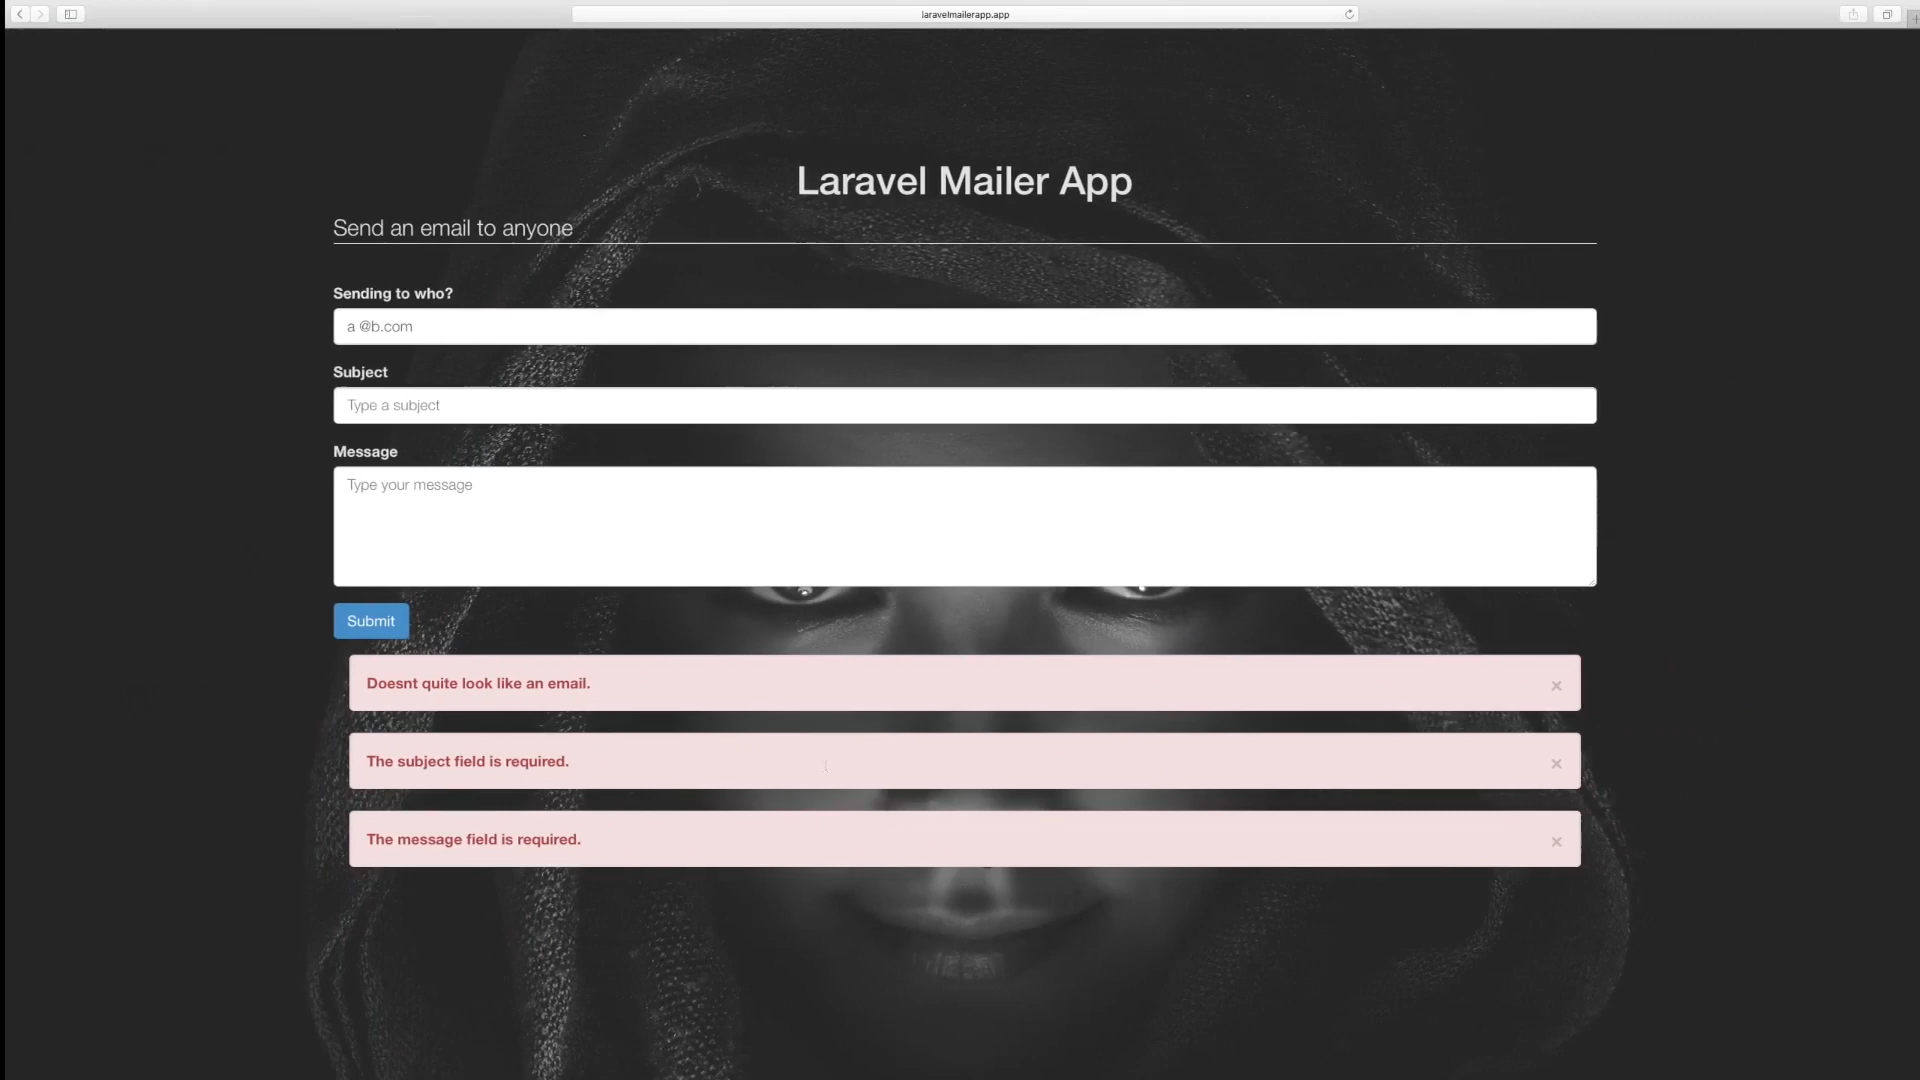 laravelmailerapp.app
Laravel Mailer App
Send an email to anyone
Sending to who?
a @b.com
Subject
Type a subject
Message
Type your message
Submit
Doesnt quite look like an email.
×
The subject field is required.
×
The message field is required.
×